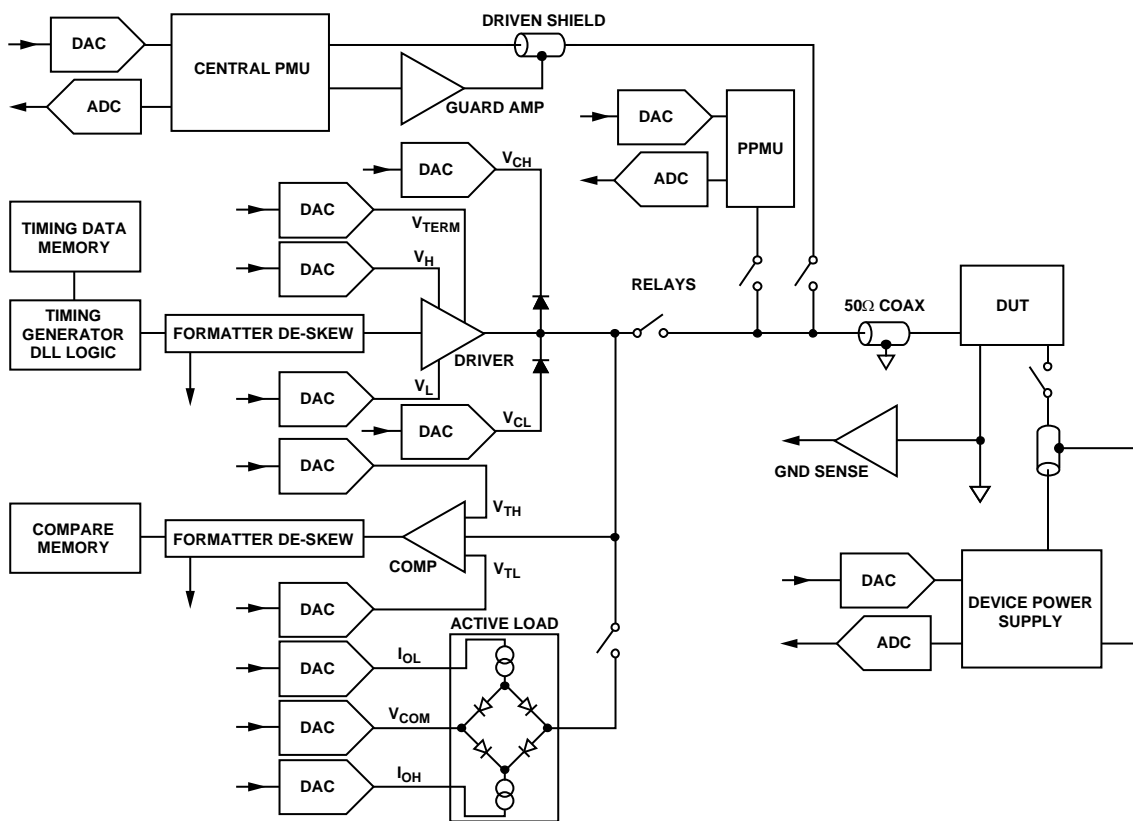 DRIVEN SHIELD
DAC
CENTRAL PMU
ADC
GUARD AMP
DAC
PPMU
ADC
DAC
VCH
DAC
VTERM
TIMING DATA
MEMORY
DAC
VH
RELAYS
50Ω COAX
DUT
TIMING
GENERATOR
DLL LOGIC
FORMATTER DE-SKEW
DRIVER
DAC
VL
DAC
VCL
GND SENSE
DAC
VTH
COMPARE
MEMORY
FORMATTER DE-SKEW
COMP
VTL
DAC
DAC
ADC
DEVICE POWER
SUPPLY
ACTIVE LOAD
DAC
IOL
DAC
VCOM
DAC
IOH